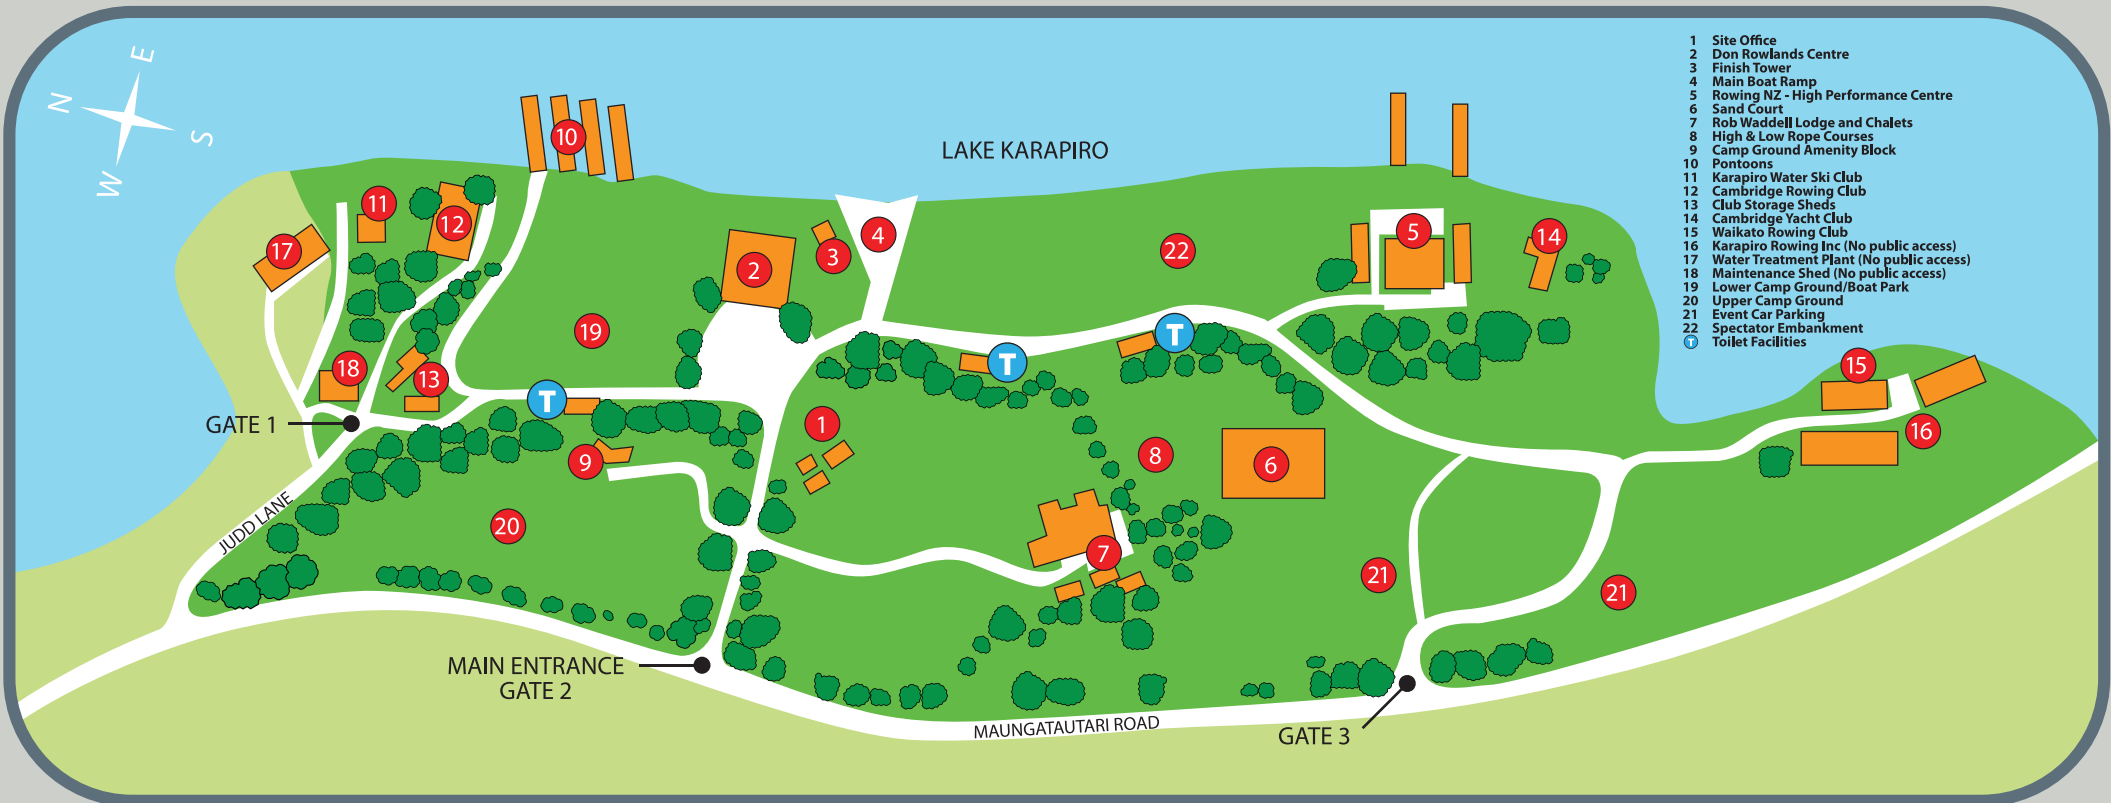 E
N
S
W
LAKE KARAPIRO
1 Site Office
2 Don Rowlands Centre
3 Finish Tower
4 Main Boat Ramp
5 Rowing NZ - High Performance Centre
6 Sand Court
7 Rob Waddell Lodge and Chalets
8 High & Low Rope Courses
9 Camp Ground Amenity Block
10 Pontoons
11 Karapiro Water Ski Club
12 Cambridge Rowing Club
13 Club Storage Sheds
14 Cambridge Yacht Club
15 Waikato Rowing Club
16 Karapiro Rowing Inc (No public access)
17 Water Treatment Plant (No public access)
18 Maintenance Shed (No public access)
19 Lower Camp Ground/Boat Park
20 Upper Camp Ground
21 Event Car Parking
22 Spectator Embankment
T Toilet Facilities
10
11
12
17
4
3
2
22
5
14
19
T
T
18
13
T
15
16
GATE 1
1
9
8
6
20
JUDD LANE
7
21
21
MAIN ENTRANCE
GATE 2
MAUNGATAUTARI ROAD
GATE 3